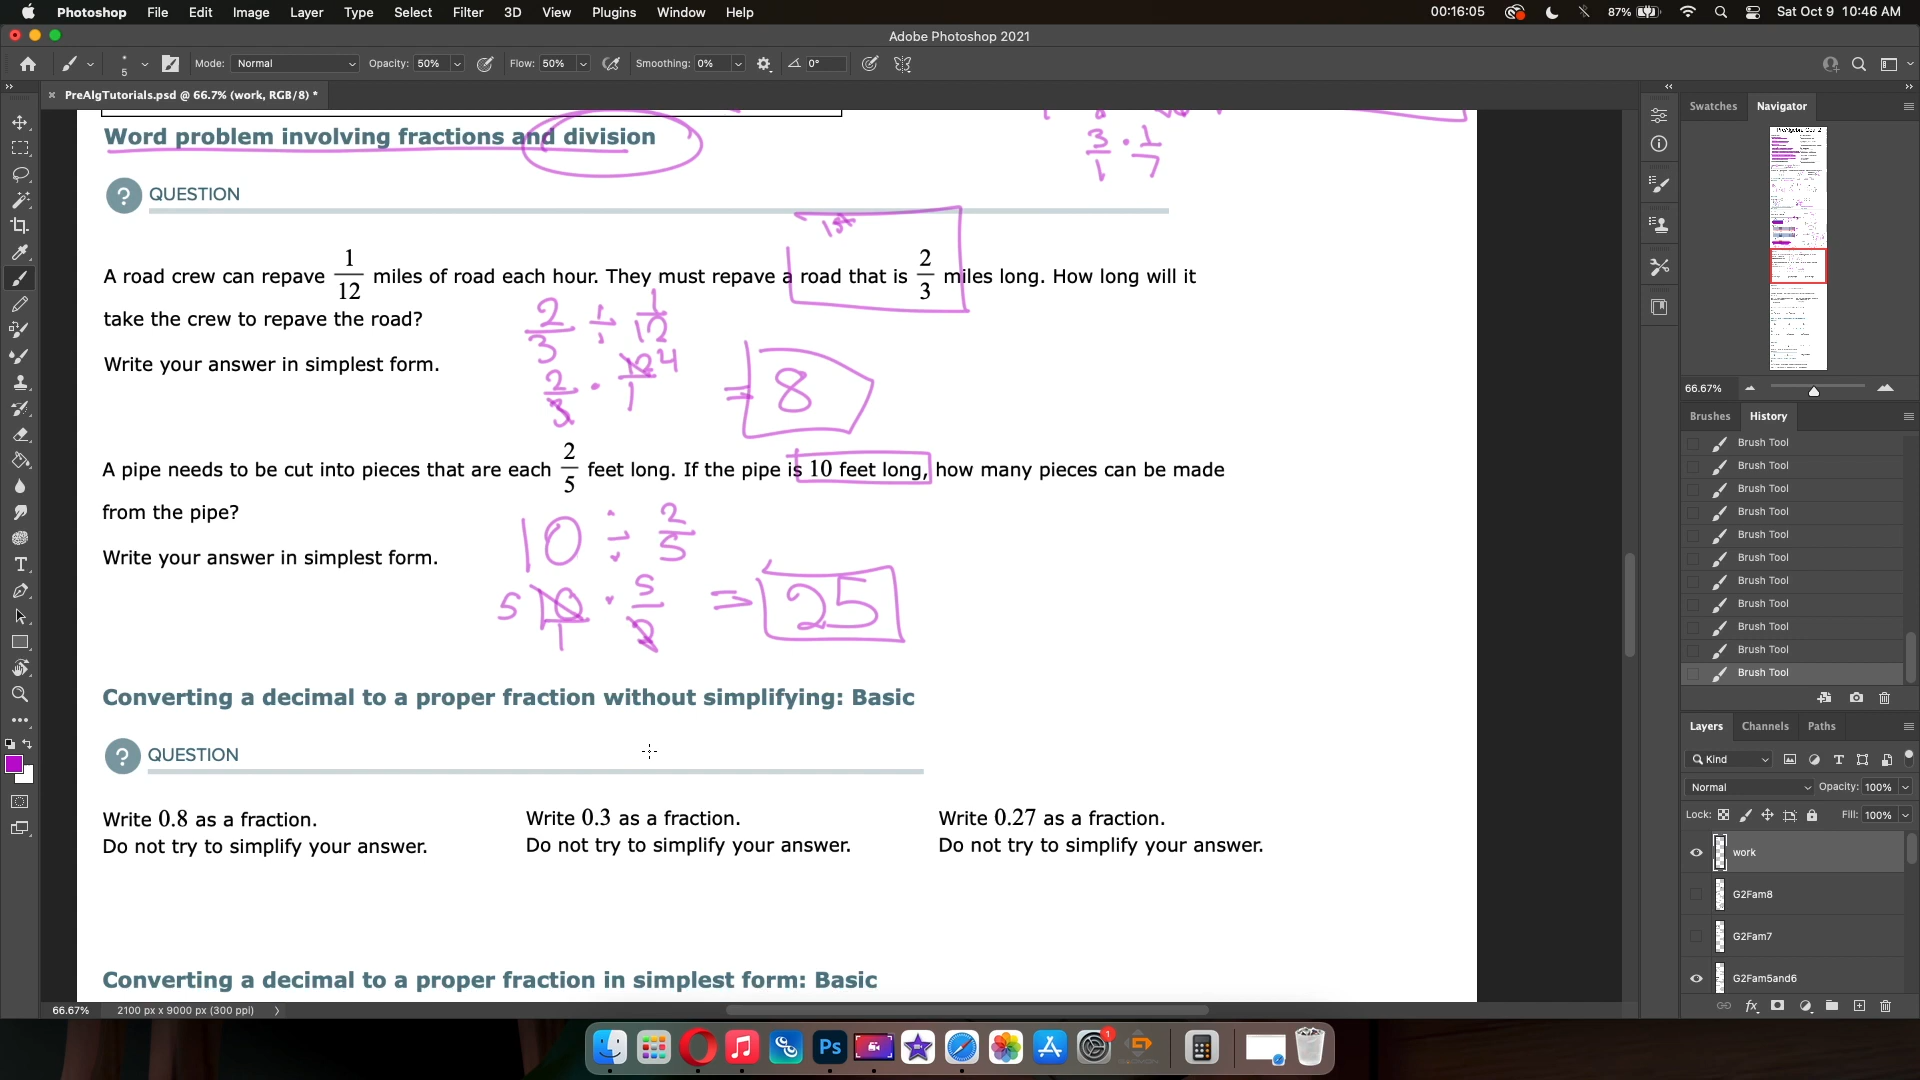 Photoshop File Edit Image Layer Type Select Filter 3D View Plugins Window Help 00:16:05 87% Sat Oct 9 10:46 AM
Adobe Photoshop 2021
5 Mode: Normal Opacity: 50% Flow: 50% Smoothing: 0% 0°
PreAlgTutorials.psd @ 66.7% (work, RGB/8) *
Swatches Navigator
Word problem involving fractions and division
3/1 · 1/7
? QUESTION
1st
A road crew can repave 1/12 miles of road each hour. They must repave a road that is 2/3 miles long. How long will it
take the crew to repave the road?
2/3 ÷ 1/12
Write your answer in simplest form.
2/3 · 12/1 4 = 8
A pipe needs to be cut into pieces that are each 2/5 feet long. If the pipe is 10 feet long, how many pieces can be made
from the pipe?
10 ÷ 2/5
Write your answer in simplest form.
5 10/1 · 5/2 = 25
Converting a decimal to a proper fraction without simplifying: Basic
? QUESTION
Write 0.8 as a fraction.
Do not try to simplify your answer.
Write 0.3 as a fraction.
Do not try to simplify your answer.
Write 0.27 as a fraction.
Do not try to simplify your answer.
Converting a decimal to a proper fraction in simplest form: Basic
66.67% 2100 px x 9000 px (300 ppi)
66.67%
Brushes History
Brush Tool
Brush Tool
Brush Tool
Brush Tool
Brush Tool
Brush Tool
Brush Tool
Brush Tool
Brush Tool
Brush Tool
Brush Tool
Layers Channels Paths
Kind
Normal Opacity: 100%
Lock: Fill: 100%
work
G2Fam8
G2Fam7
G2Fam5and6
Ps
1